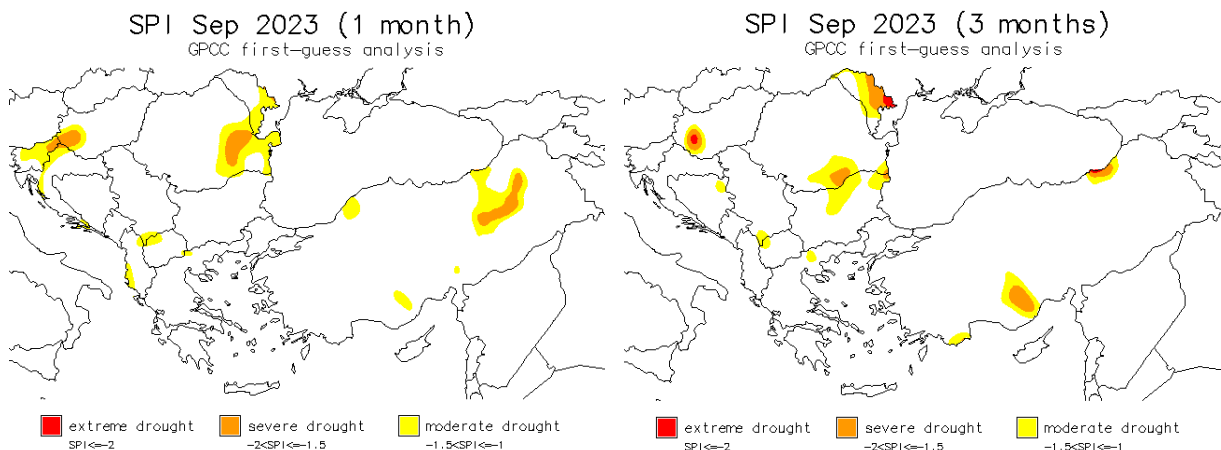 SPI Sep 2023 (1 month)
GPCC first-guess analysis
extreme drought severe drought moderate drought
SPI<=-2 -2<SPI<=-1.5 -1.5<SPI<=-1
SPI Sep 2023 (3 months)
GPCC first-guess analysis
extreme drought severe drought moderate drought
SPI<=-2 -2<SPI<=-1.5 -1.5<SPI<=-1